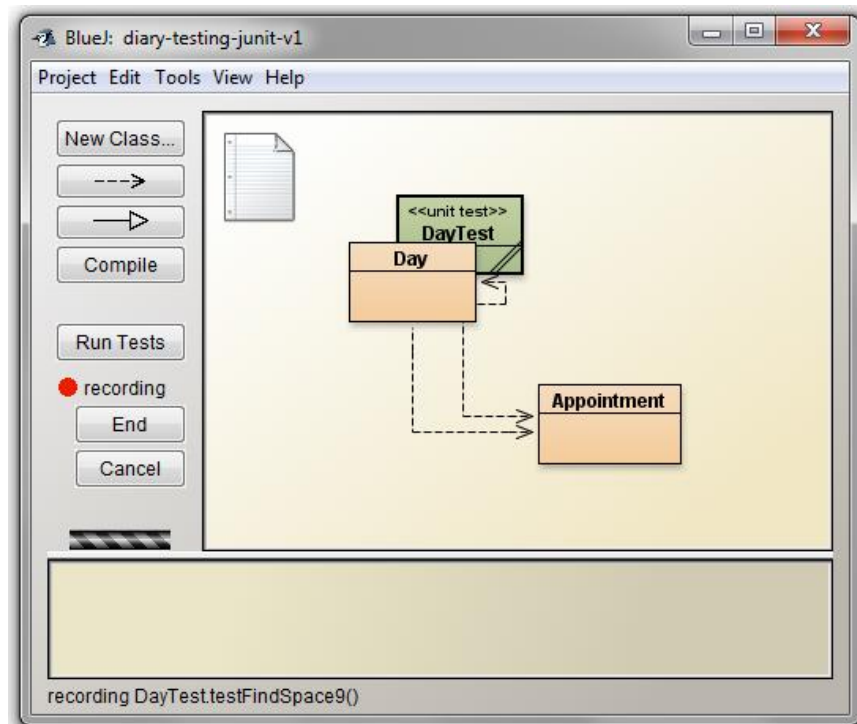 BlueJ: diary-testing-junit-v1
Project Edit Tools View Help
New Class...
Compile
Run Tests
recording
End
Cancel
<<unit test>>
DayTest
Day
Appointment
recording DayTest.testFindSpace9()